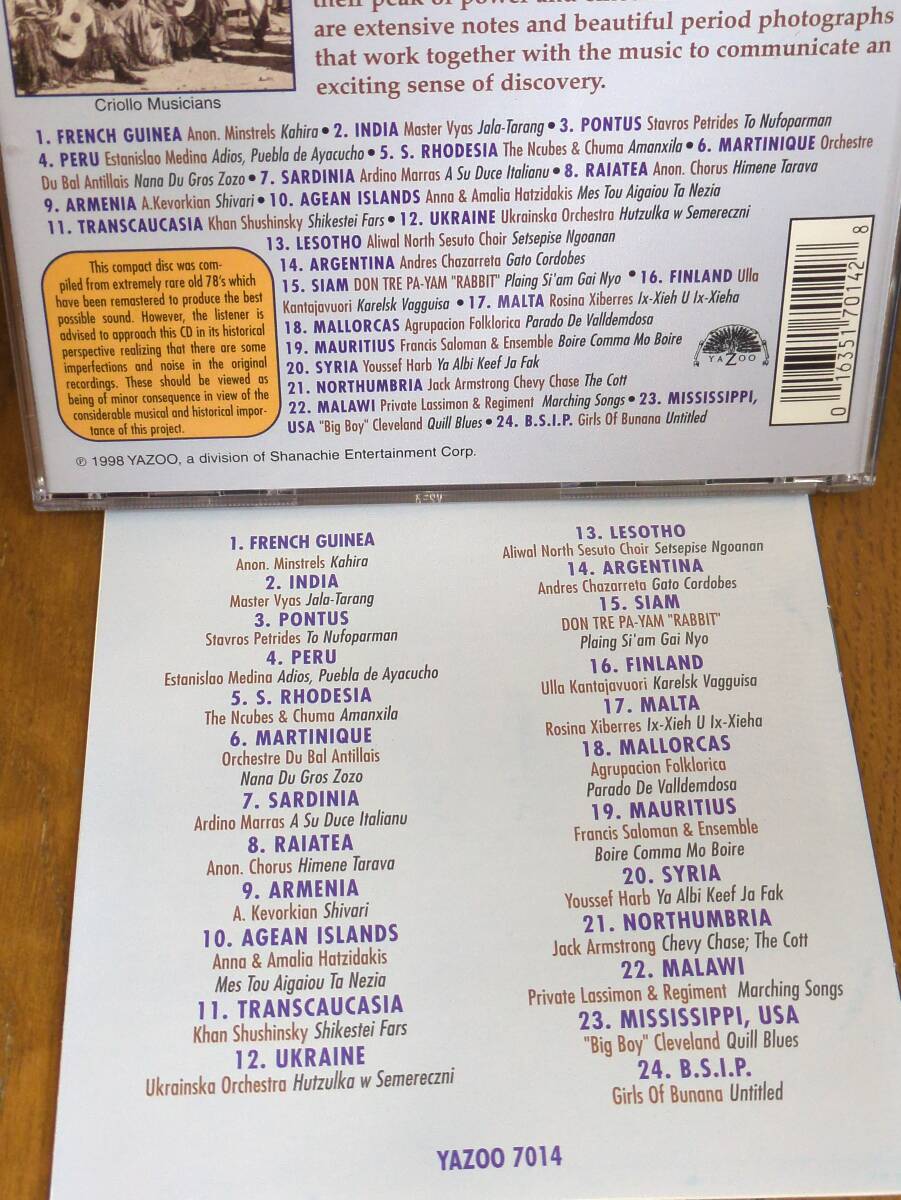 their peak of power and
are extensive notes and beautiful period photographs
that work together with the music to communicate an
exciting sense of discovery.
Criollo Musicians
1. FRENCH GUINEA Anon. Minstrels Kahira • 2. INDIA Master Vyas Jala-Tarang • 3. PONTUS Stavros Petrides To Nufoparman
4. PERU Estanislao Medina Adios, Puebla de Ayacucho • 5. S. RHODESIA The Ncubes & Chuma Amanxila • 6. MARTINIQUE Orchestre
Du Bal Antillais Nana Du Gros Zozo • 7. SARDINIA Ardino Marras A Su Duce Italianu • 8. RAIATEA Anon. Chorus Himene Tarava
9. ARMENIA A.Kevorkian Shivari • 10. AGEAN ISLANDS Anna & Amalia Hatzidakis Mes Tou Aigaiou Ta Nezia
11. TRANSCAUCASIA Khan Shushinsky Shikestei Fars • 12. UKRAINE Ukrainska Orchestra Hutzulka w Semereczni
13. LESOTHO Aliwal North Sesuto Choir Setsepise Ngoanan
14. ARGENTINA Andres Chazarreta Gato Cordobes
15. SIAM DON TRE PA-YAM "RABBIT" Plaing Si'am Gai Nyo • 16. FINLAND Ulla
Kantajavuori Karelsk Vagguisa • 17. MALTA Rosina Xiberres Ix-Xieh U Ix-Xieha
18. MALLORCAS Agrupacion Folklorica Parado De Valldemdosa
19. MAURITIUS Francis Saloman & Ensemble Boire Comma Mo Boire
20. SYRIA Youssef Harb Ya Albi Keef Ja Fak
21. NORTHUMBRIA Jack Armstrong Chevy Chase The Cott
22. MALAWI Private Lassimon & Regiment Marching Songs • 23. MISSISSIPPI,
USA "Big Boy" Cleveland Quill Blues • 24. B.S.I.P. Girls Of Bunana Untitled
This compact disc was com-
piled from extremely rare old 78's which
have been remastered to produce the best
possible sound. However, the listener is
advised to approach this CD in its historical
perspective realizing that there are some
imperfections and noise in the original
recordings. These should be viewed as
being of minor consequence in view of the
considerable musical and historical impor-
tance of this project.
YAZOO
0 16351 70142 8
℗ 1998 YAZOO, a division of Shanachie Entertainment Corp.
1. FRENCH GUINEA
Anon. Minstrels Kahira
2. INDIA
Master Vyas Jala-Tarang
3. PONTUS
Stavros Petrides To Nufoparman
4. PERU
Estanislao Medina Adios, Puebla de Ayacucho
5. S. RHODESIA
The Ncubes & Chuma Amanxila
6. MARTINIQUE
Orchestre Du Bal Antillais
Nana Du Gros Zozo
7. SARDINIA
Ardino Marras A Su Duce Italianu
8. RAIATEA
Anon. Chorus Himene Tarava
9. ARMENIA
A. Kevorkian Shivari
10. AGEAN ISLANDS
Anna & Amalia Hatzidakis
Mes Tou Aigaiou Ta Nezia
11. TRANSCAUCASIA
Khan Shushinsky Shikestei Fars
12. UKRAINE
Ukrainska Orchestra Hutzulka w Semereczni
13. LESOTHO
Aliwal North Sesuto Choir Setsepise Ngoanan
14. ARGENTINA
Andres Chazarreta Gato Cordobes
15. SIAM
DON TRE PA-YAM "RABBIT"
Plaing Si'am Gai Nyo
16. FINLAND
Ulla Kantajavuori Karelsk Vagguisa
17. MALTA
Rosina Xiberres Ix-Xieh U Ix-Xieha
18. MALLORCAS
Agrupacion Folklorica
Parado De Valldemdosa
19. MAURITIUS
Francis Saloman & Ensemble
Boire Comma Mo Boire
20. SYRIA
Youssef Harb Ya Albi Keef Ja Fak
21. NORTHUMBRIA
Jack Armstrong Chevy Chase; The Cott
22. MALAWI
Private Lassimon & Regiment Marching Songs
23. MISSISSIPPI, USA
"Big Boy" Cleveland Quill Blues
24. B.S.I.P.
Girls Of Bunana Untitled
YAZOO 7014